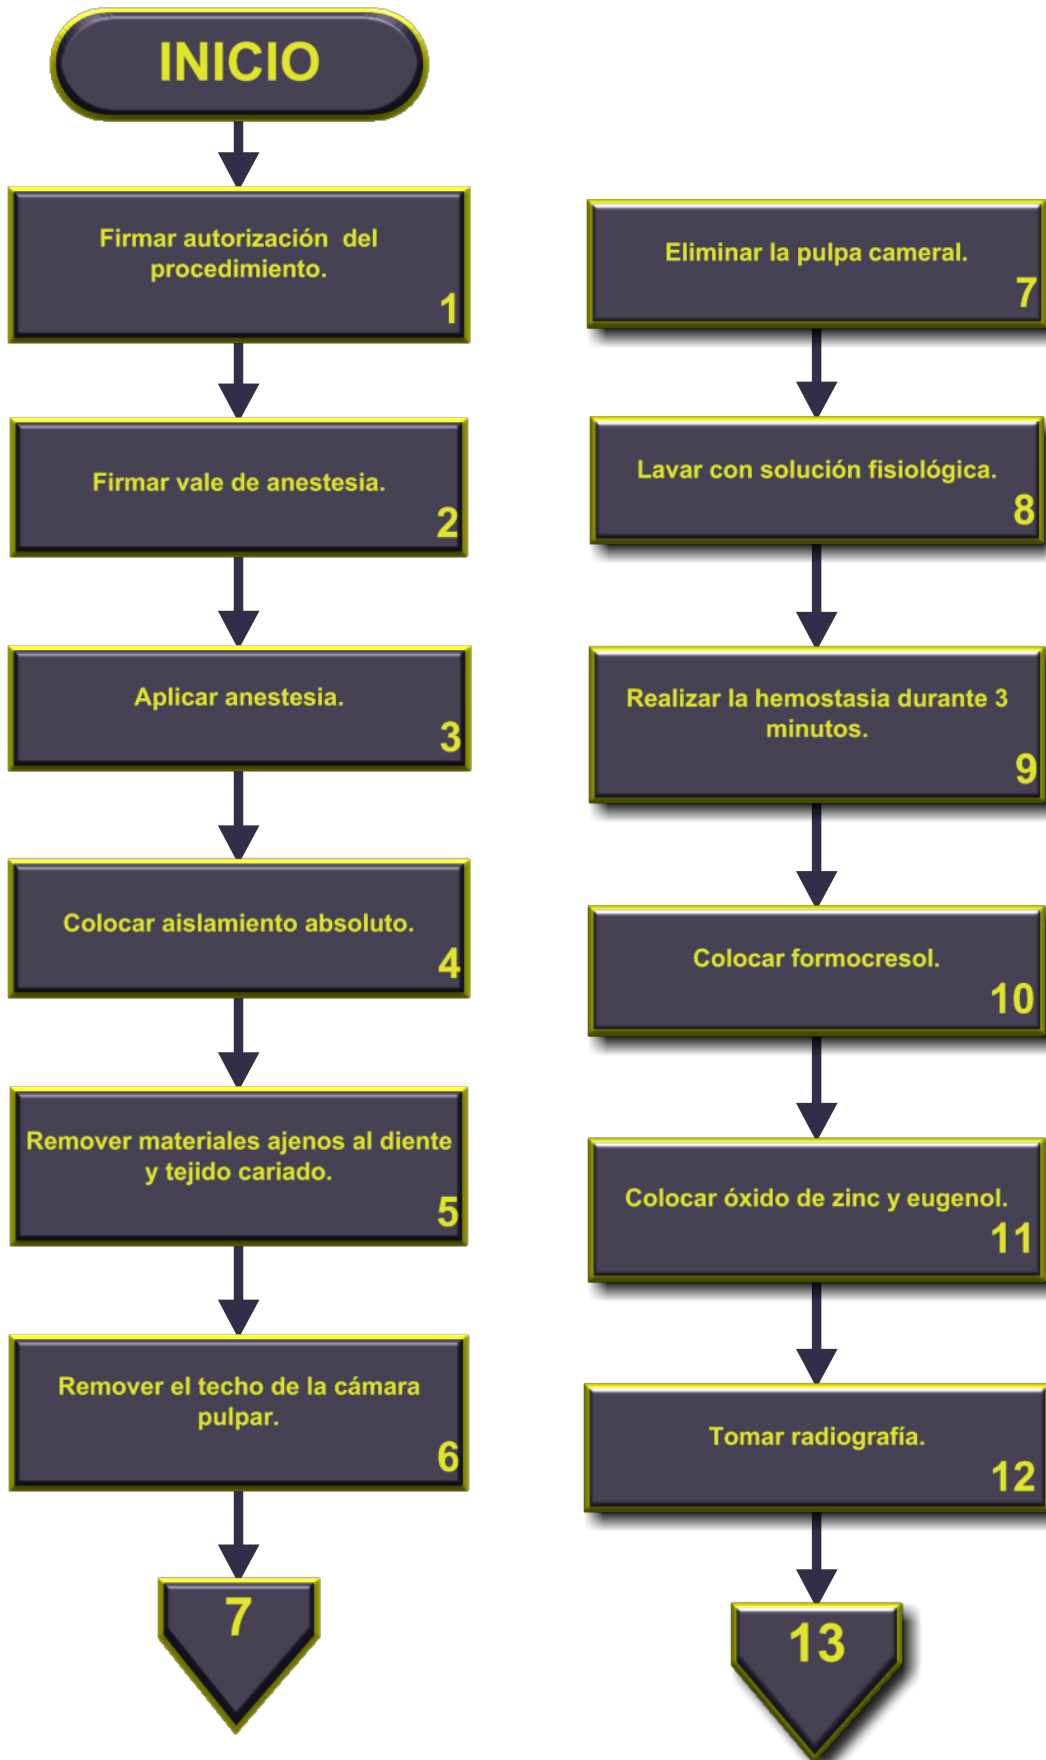 INICIO
Firmar autorización  del
procedimiento.
1
Firmar vale de anestesia.
2
Aplicar anestesia.
3
Colocar aislamiento absoluto.
4
Remover materiales ajenos al diente
y tejido cariado.
5
Remover el techo de la cámara
pulpar.
6
7
Eliminar la pulpa cameral.
7
Lavar con solución fisiológica.
8
Realizar la hemostasia durante 3
minutos.
9
Colocar formocresol.
10
Colocar óxido de zinc y eugenol.
11
Tomar radiografía.
12
13